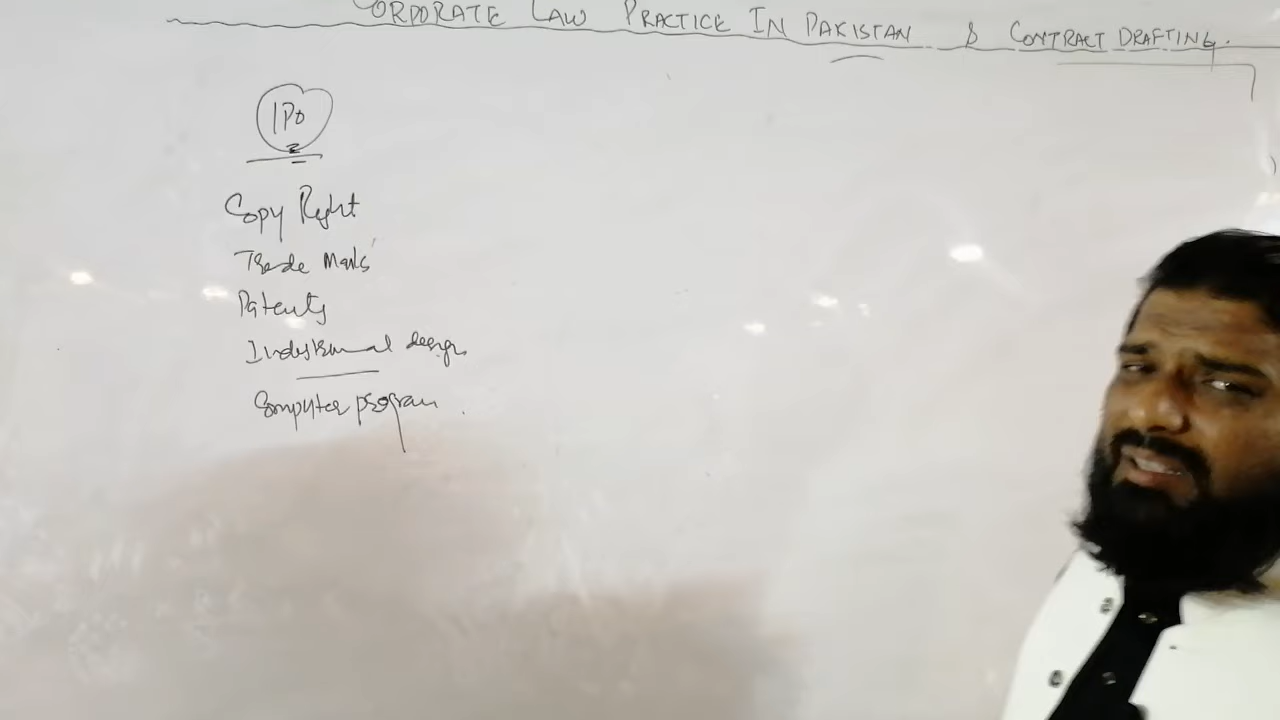 CORPORATE LAW PRACTICE IN PAKISTAN & CONTRACT DRAFTING.
IPO
Copy Right
Trade Marks
Patents
Industrial design
Computer program.